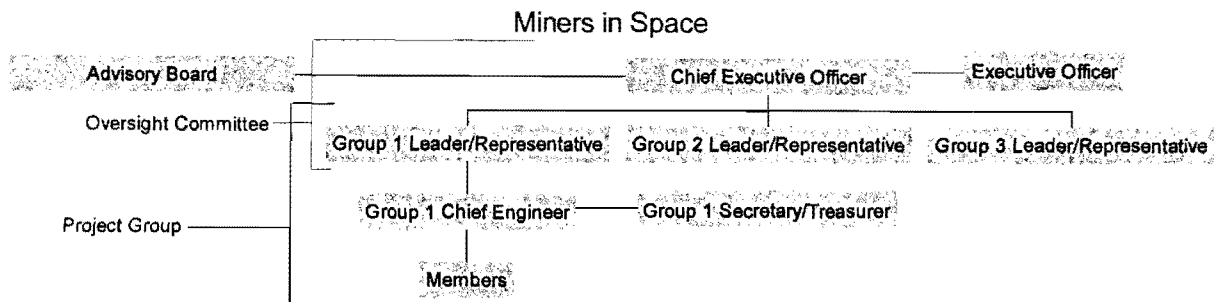 Miners in Space
Advisory Board
Chief Executive Officer
Executive Officer
Oversight Committee
Group 1 Leader/Representative
Group 2 Leader/Representative
Group 3 Leader/Representative
Project Group
Group 1 Chief Engineer
Group 1 Secretary/Treasurer
Members